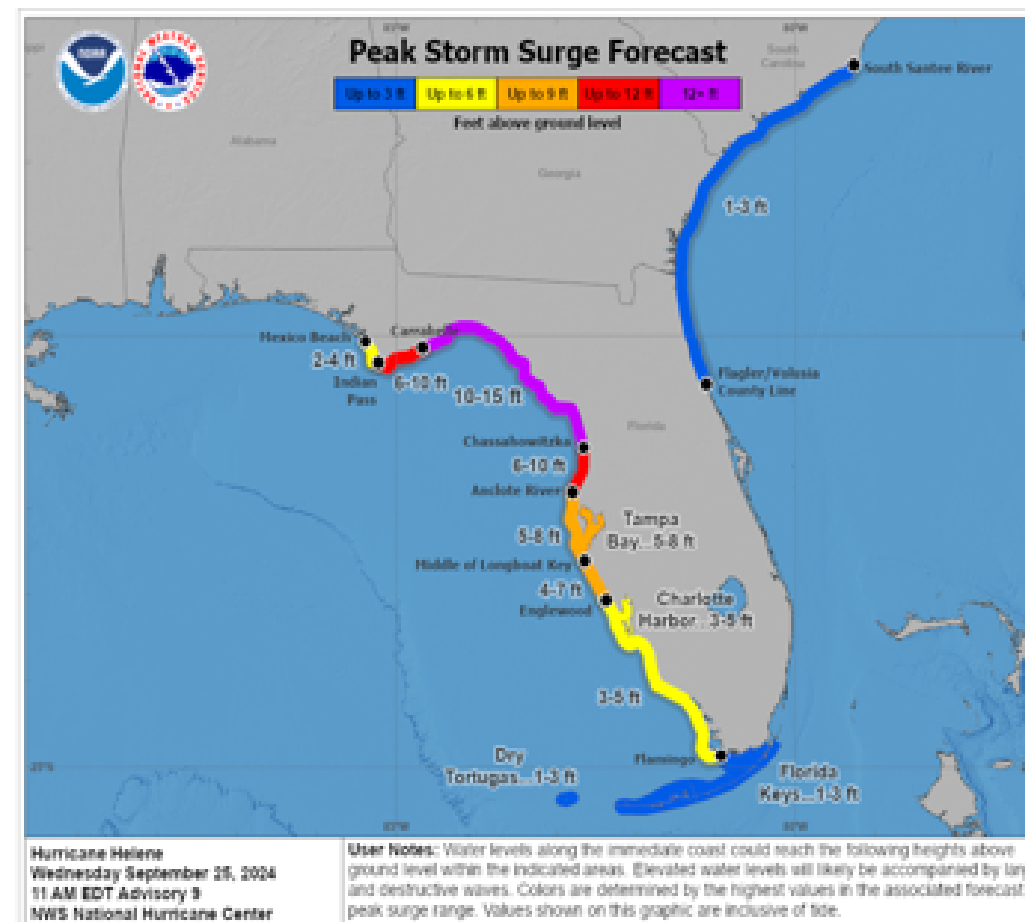 NOAA
80°W
Peak Storm Surge Forecast
South
Carolina
South Santee River
Up to 3 ft
Up to 6 ft
Up to 9 ft
Up to 12 ft
12+ ft
Feet above ground level
Alabama
Georgia
1-3 ft
Mexico Beach
Carrabelle
2-4 ft
Indian
Pass
6-10 ft
10-15 ft
Flagler/Volusia
County Line
Florida
Chassahowitzka
6-10 ft
Anclote River
Tampa
Bay...5-8 ft
5-8 ft
Middle of Longboat Key
4-7 ft
Englewood
Charlotte
Harbor...3-5 ft
3-5 ft
Flamingo
Dry
Tortugas...1-3 ft
Florida
Keys...1-3 ft
25°N
85°W
80°W
Hurricane Helene
Wednesday September 25, 2024
11 AM EDT Advisory 9
NWS National Hurricane Center
User Notes: Water levels along the immediate coast could reach the following heights above
ground level within the indicated areas. Elevated water levels will likely be accompanied by
and destructive waves. Colors are determined by the highest values in the associated forecast
peak surge range. Values shown on this graphic are inclusive of tide.